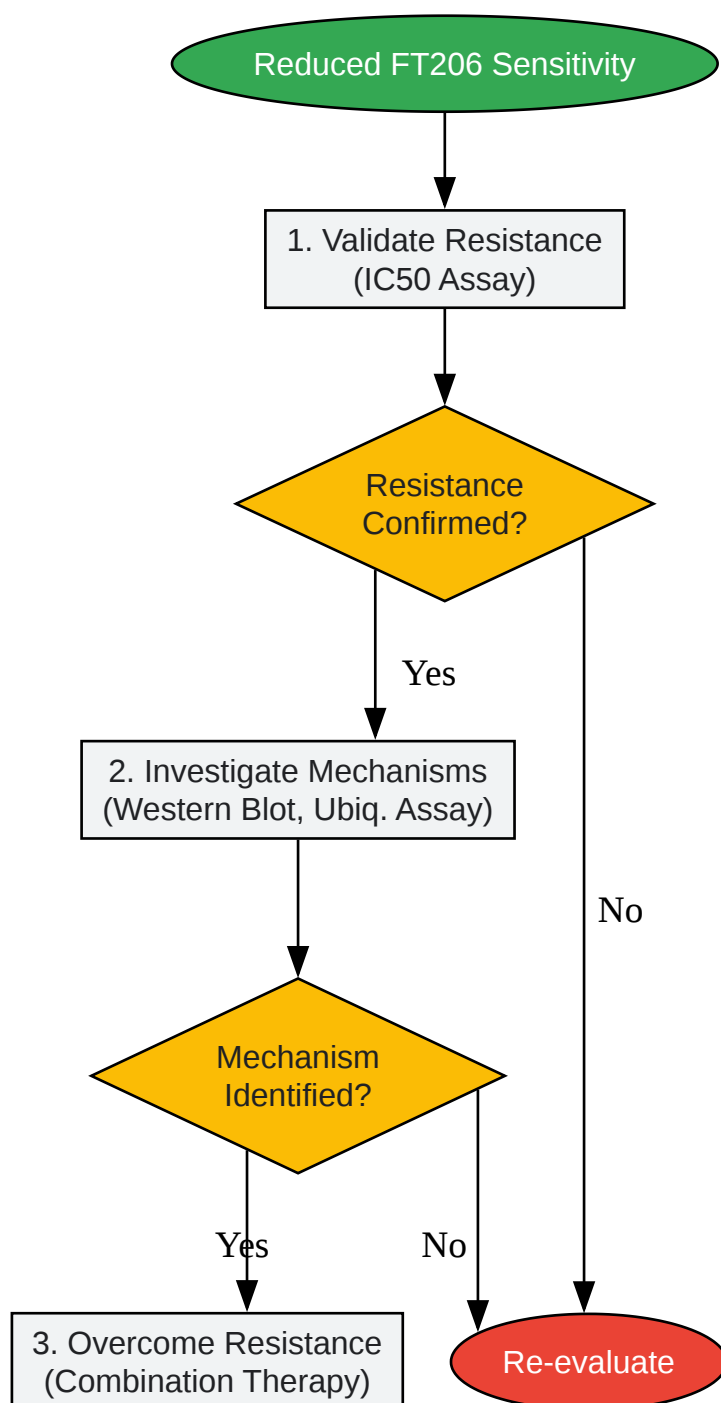 Reduced FT206 Sensitivity
1. Validate Resistance
(IC50 Assay)
Resistance
Confirmed?
Yes
2. Investigate Mechanisms
(Western Blot, Ubiq. Assay)
No
Mechanism
Identified?
Yes
No
3. Overcome Resistance
(Combination Therapy)
Re-evaluate